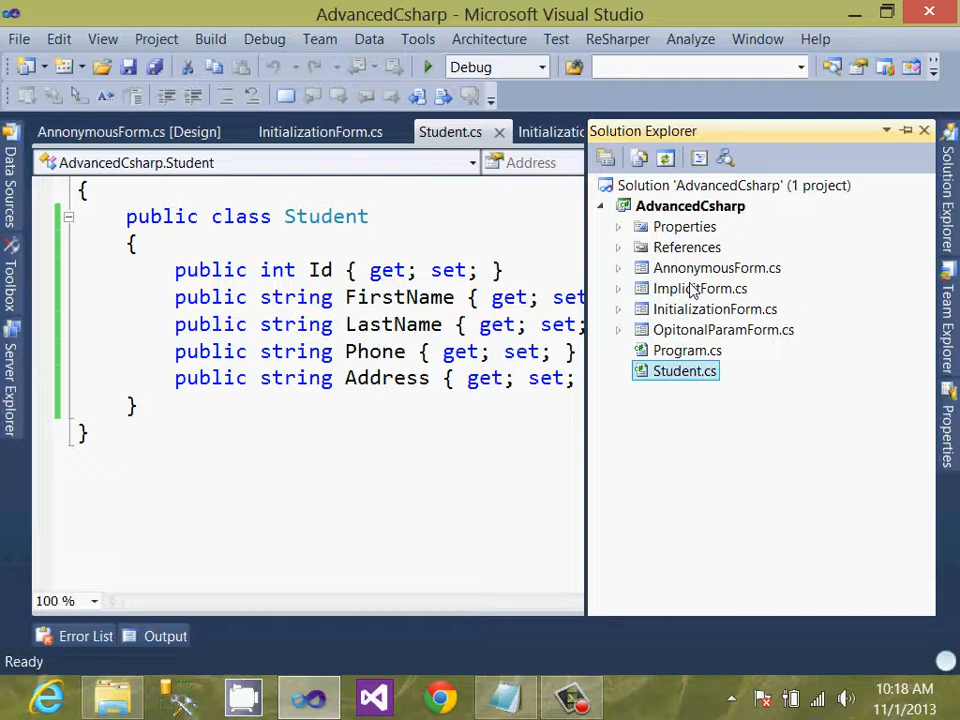 AdvancedCsharp - Microsoft Visual Studio
File Edit View Project Build Debug Team Data Tools Architecture Test ReSharper Analyze Window Help
Debug
AnnonymousForm.cs [Design] InitializationForm.cs Student.cs Initializatic
AdvancedCsharp.Student Address
{
public class Student
{
public int Id { get; set; }
public string FirstName { get; set
public string LastName { get; set;
public string Phone { get; set; }
public string Address { get; set;
}
}
100 %
Solution Explorer
Solution 'AdvancedCsharp' (1 project)
AdvancedCsharp
Properties
References
AnnonymousForm.cs
ImplicitForm.cs
InitializationForm.cs
OpitonalParamForm.cs
Program.cs
Student.cs
Data Sources
Toolbox
Server Explorer
Solution Explorer
Team Explorer
Properties
Error List Output
Ready
10:18 AM
11/1/2013